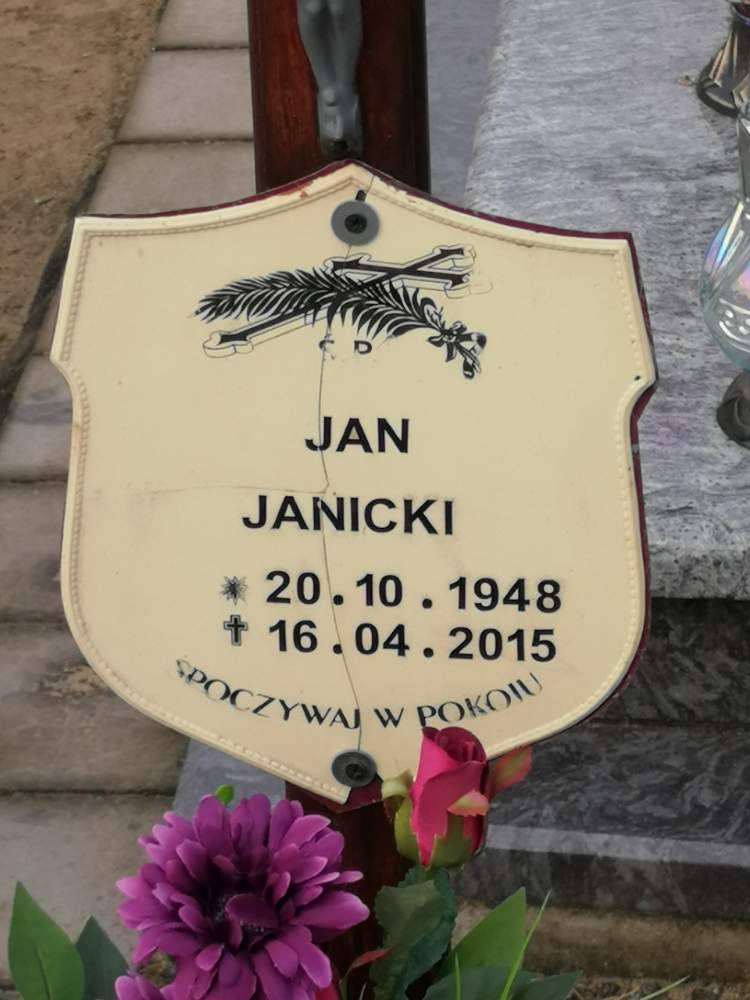 Ś P
JAN
JANICKI
20.10.1948
16.04.2015
SPOCZYWAJ W POKOJU